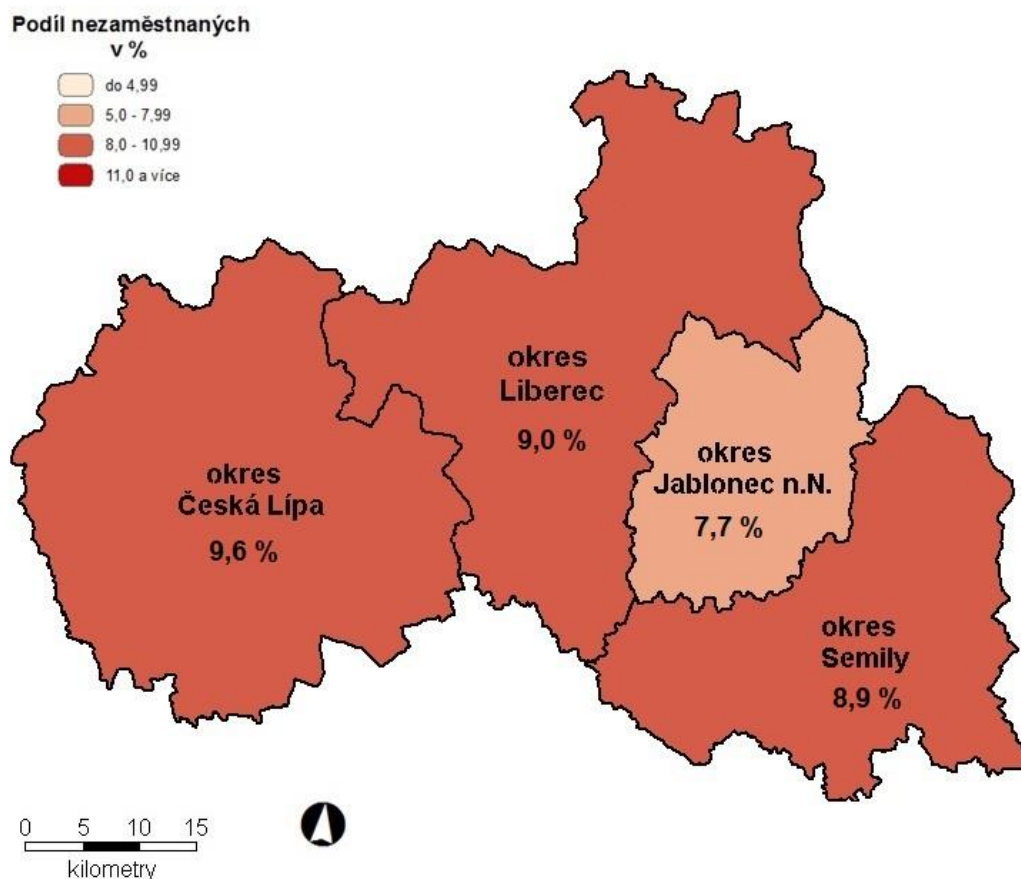 Podíl nezaměstnaných
v %
do 4,99
5,0 - 7,99
8,0 - 10,99
11,0 a více
okres
Liberec
9,0 %
okres
Jablonec n.N.
7,7 %
okres
Česká Lípa
9,6 %
okres
Semily
8,9 %
0 5 10 15
kilometry